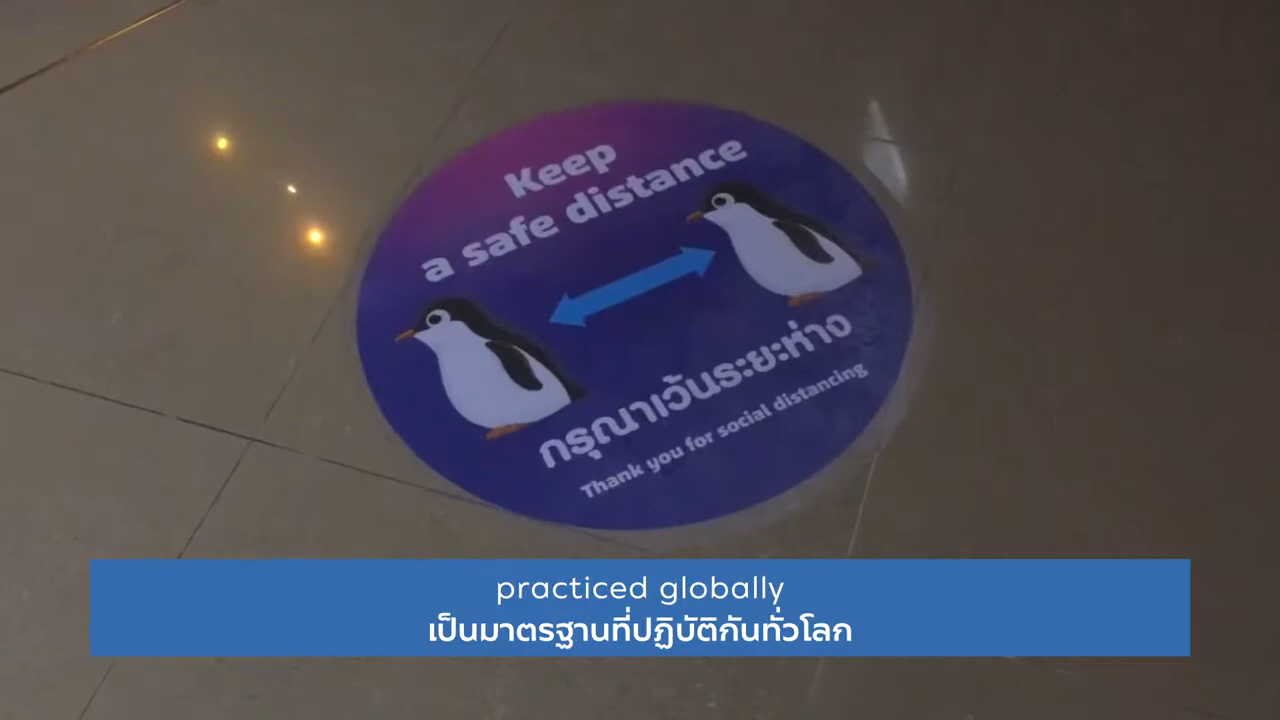 Keep
a safe distance
กรุณาเว้นระยะห่าง
Thank you for social distancing
practiced globally
เป็นมาตรฐานที่ปฏิบัติกันทั่วโลก